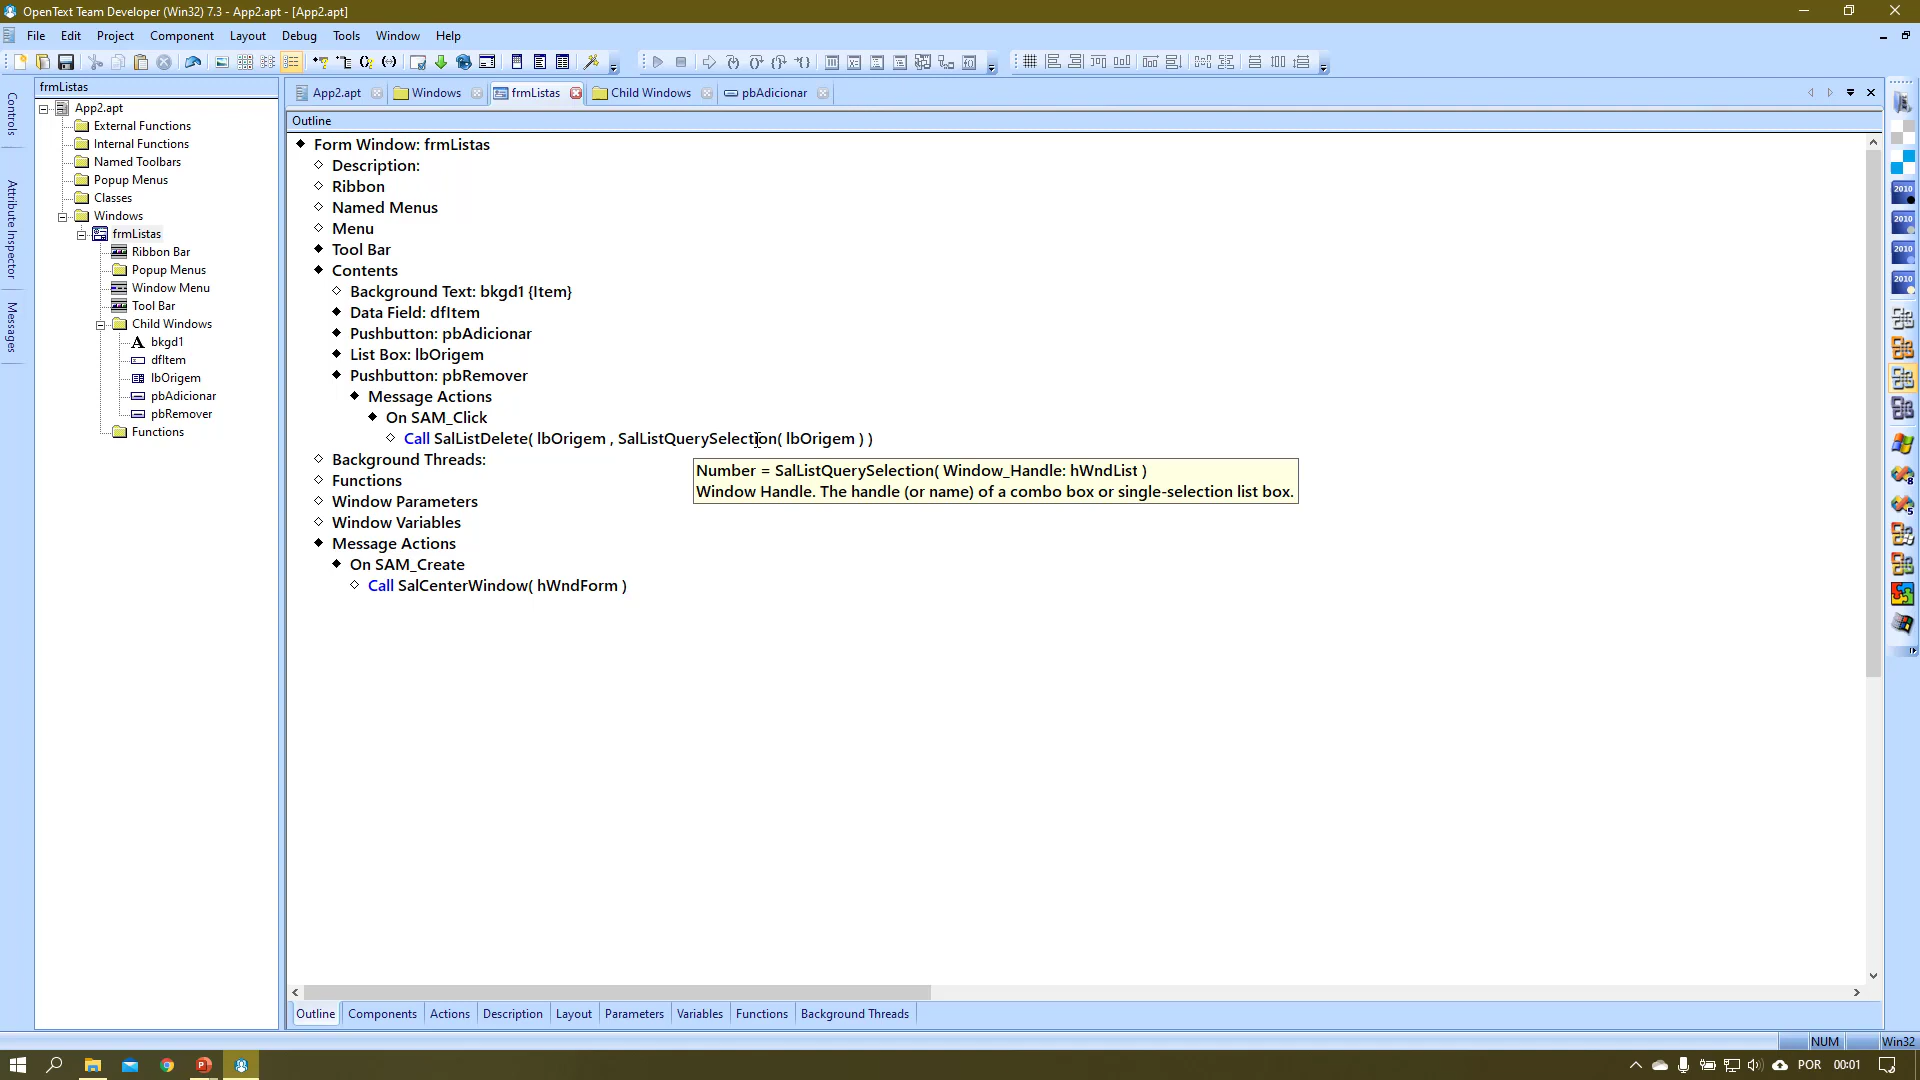 OpenText Team Developer (Win32) 7.3 - App2.apt - [App2.apt]
File Edit Project Component Layout Debug Tools Window Help
frmListas
App2.apt
External Functions
Internal Functions
Named Toolbars
Popup Menus
Classes
Windows
frmListas
Ribbon Bar
Popup Menus
Window Menu
Tool Bar
Child Windows
bkgd1
dfItem
lbOrigem
pbAdicionar
pbRemover
Functions
Controls
Attribute Inspector
Messages
App2.apt Windows frmListas Child Windows pbAdicionar
Outline
Form Window: frmListas
Description:
Ribbon
Named Menus
Menu
Tool Bar
Contents
Background Text: bkgd1 {Item}
Data Field: dfItem
Pushbutton: pbAdicionar
List Box: lbOrigem
Pushbutton: pbRemover
Message Actions
On SAM_Click
Call SalListDelete( lbOrigem , SalListQuerySelection( lbOrigem ) )
Background Threads:
Functions
Window Parameters
Window Variables
Message Actions
On SAM_Create
Call SalCenterWindow( hWndForm )
Number = SalListQuerySelection( Window_Handle: hWndList )
Window Handle. The handle (or name) of a combo box or single-selection list box.
2010
2010
2010
2010
Outline Components Actions Description Layout Parameters Variables Functions Background Threads
NUM Win32
POR 00:01